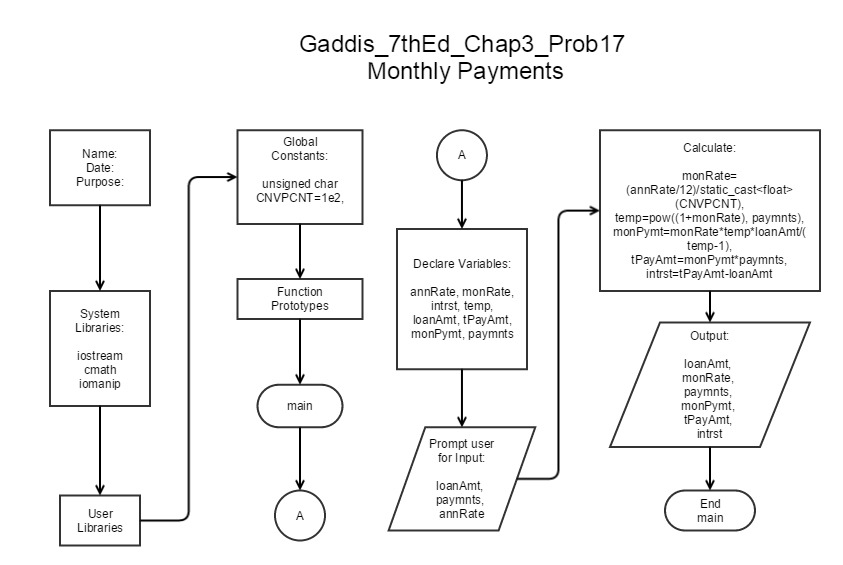 Gaddis_7thEd_Chap3_Prob17
Monthly Payments
Name:
Date:
Purpose:
System
Libraries:
iostream
cmath
iomanip
User
Libraries
Global
Constants:
unsigned char
CNVPCNT=1e2,
Function
Prototypes
main
A
A
Declare Variables:
annRate, monRate,
intrst, temp,
loanAmt, tPayAmt,
monPymt, paymnts
Prompt user
for Input:
loanAmt,
paymnts,
annRate
Calculate:
monRate=
(annRate/12)/static_cast<float>
(CNVPCNT),
temp=pow((1+monRate), paymnts),
monPymt=monRate*temp*loanAmt/(
temp-1),
tPayAmt=monPymt*paymnts,
intrst=tPayAmt-loanAmt
Output:
loanAmt,
monRate,
paymnts,
monPymt,
tPayAmt,
intrst
End
main